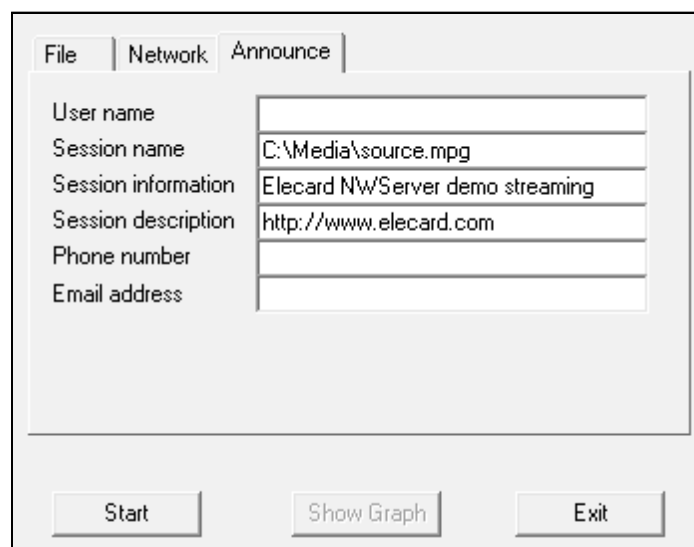 File Network Announce
User name
Session name C:\Media\source.mpg
Session information Elecard NWServer demo streaming
Session description http://www.elecard.com
Phone number
Email address
Start Show Graph Exit